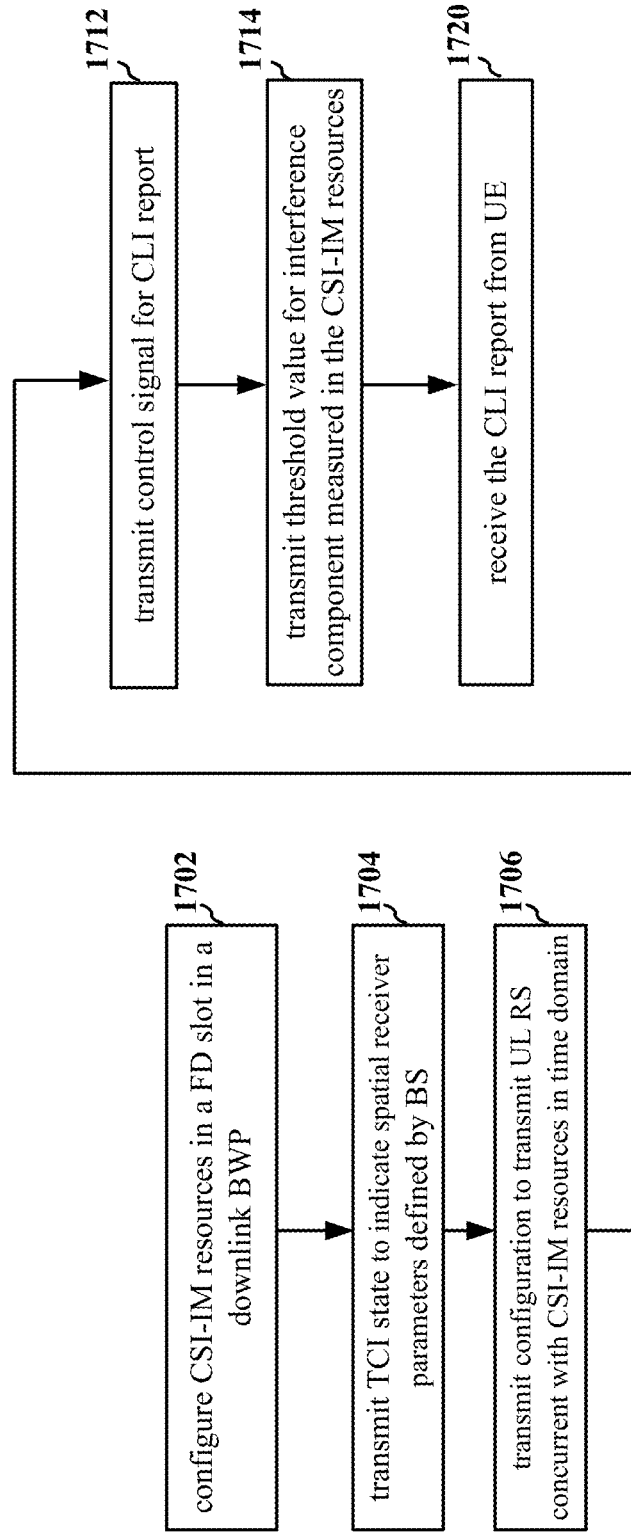 1702
configure CSI-IM resources in a FD slot in a
downlink BWP
1704
transmit TCI state to indicate spatial receiver
parameters defined by BS
1706
transmit configuration to transmit UL RS
concurrent with CSI-IM resources in time domain
1712
transmit control signal for CLI report
1714
transmit threshold value for interference
component measured in the CSI-IM resources
1720
receive the CLI report from UE